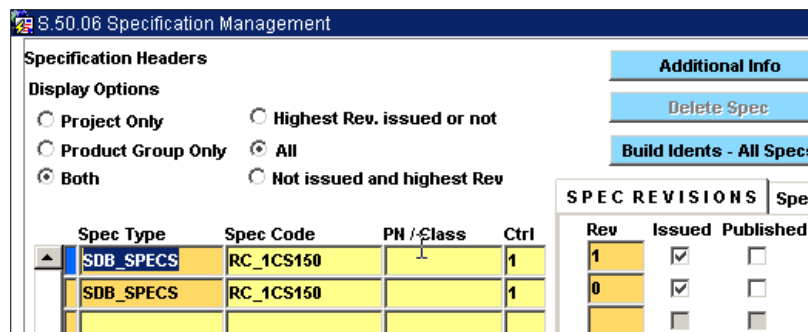 S.50.06 Specification Management
Specification Headers
Additional Info
Display Options
Delete Spec
Project Only
Highest Rev. issued or not
Product Group Only
All
Build Idents - All Specs
Both
Not issued and highest Rev
SPEC REVISIONS
Spe
Spec Type Spec Code PN / Class Ctrl
Rev Issued Published
SDB_SPECS RC_1CS150 1
1
SDB_SPECS RC_1CS150 1
0